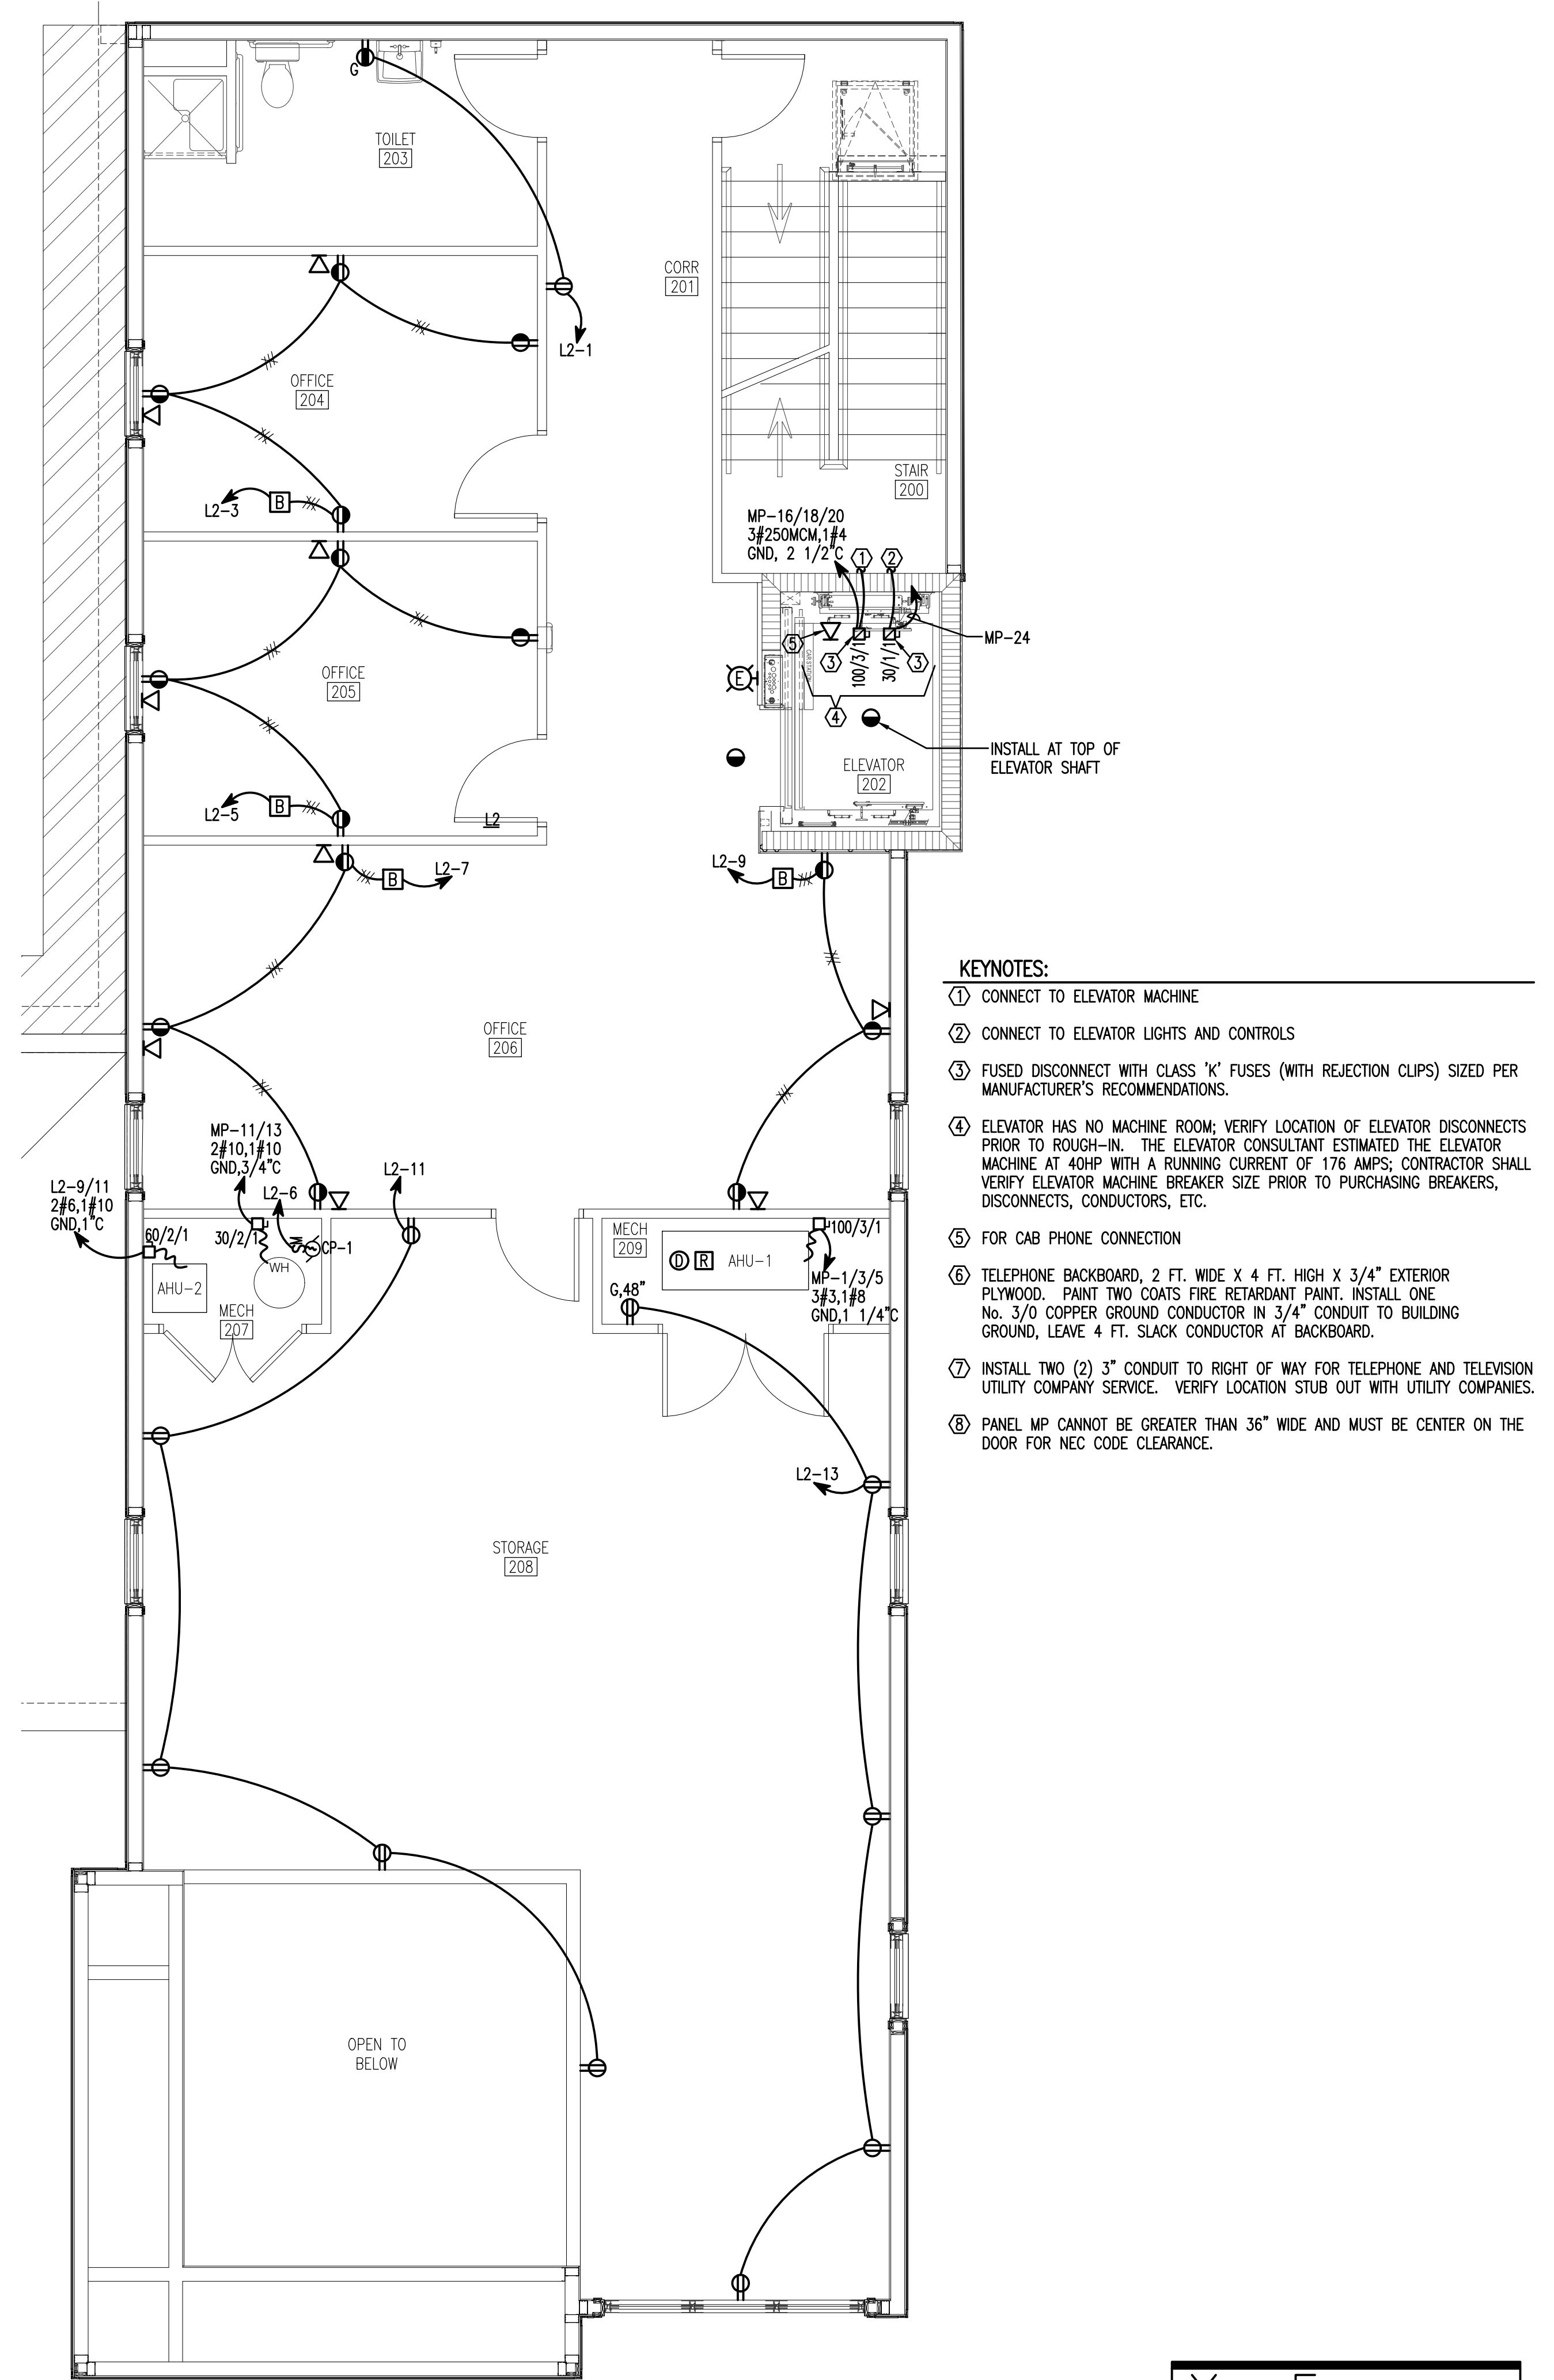 G
TOILET
203
CORR
201
L2-1
OFFICE
204
STAIR
200
L2-3
B
MP-16/18/20
3#250MCM,1#4
GND, 2 1/2"C
1
2
MP-24
5
3
100/3/1
30/1/1
3
CAR STATION
E
4
OFFICE
205
INSTALL AT TOP OF
ELEVATOR SHAFT
ELEVATOR
202
L2-5
B
L2
L2-7
B
L2-9
B
OFFICE
206
MP-11/13
2#10,1#10
GND,3/4"C
L2-11
L2-9/11
2#6,1#10
GND,1"C
L2-6
60/2/1
30/2/1
SM
CP-1
WH
AHU-2
MECH
207
MECH
209
D
R
AHU-1
100/3/1
G,48"
MP-1/3/5
3#3,1#8
GND,1 1/4"C
L2-13
STORAGE
208
OPEN TO
BELOW
KEYNOTES:
1 CONNECT TO ELEVATOR MACHINE
2 CONNECT TO ELEVATOR LIGHTS AND CONTROLS
3 FUSED DISCONNECT WITH CLASS 'K' FUSES (WITH REJECTION CLIPS) SIZED PER
MANUFACTURER'S RECOMMENDATIONS.
4 ELEVATOR HAS NO MACHINE ROOM; VERIFY LOCATION OF ELEVATOR DISCONNECTS
PRIOR TO ROUGH-IN. THE ELEVATOR CONSULTANT ESTIMATED THE ELEVATOR
MACHINE AT 40HP WITH A RUNNING CURRENT OF 176 AMPS; CONTRACTOR SHALL
VERIFY ELEVATOR MACHINE BREAKER SIZE PRIOR TO PURCHASING BREAKERS,
DISCONNECTS, CONDUCTORS, ETC.
5 FOR CAB PHONE CONNECTION
6 TELEPHONE BACKBOARD, 2 FT. WIDE X 4 FT. HIGH X 3/4" EXTERIOR
PLYWOOD. PAINT TWO COATS FIRE RETARDANT PAINT. INSTALL ONE
No. 3/0 COPPER GROUND CONDUCTOR IN 3/4" CONDUIT TO BUILDING
GROUND, LEAVE 4 FT. SLACK CONDUCTOR AT BACKBOARD.
7 INSTALL TWO (2) 3" CONDUIT TO RIGHT OF WAY FOR TELEPHONE AND TELEVISION
UTILITY COMPANY SERVICE. VERIFY LOCATION STUB OUT WITH UTILITY COMPANIES.
8 PANEL MP CANNOT BE GREATER THAN 36" WIDE AND MUST BE CENTER ON THE
DOOR FOR NEC CODE CLEARANCE.